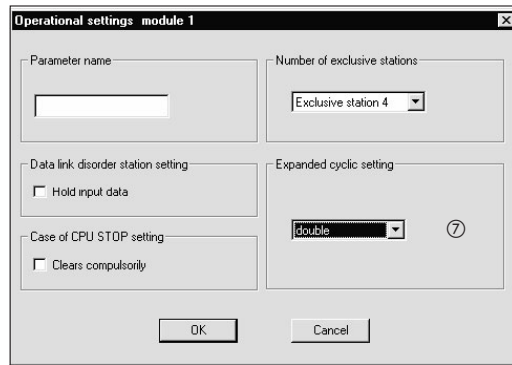 Operational settings module 1
Parameter name
Number of exclusive stations
Exclusive station 4
Data link disorder station setting
Hold input data
Expanded cyclic setting
double
⑦
Case of CPU STOP setting
Clears compulsorily
OK
Cancel